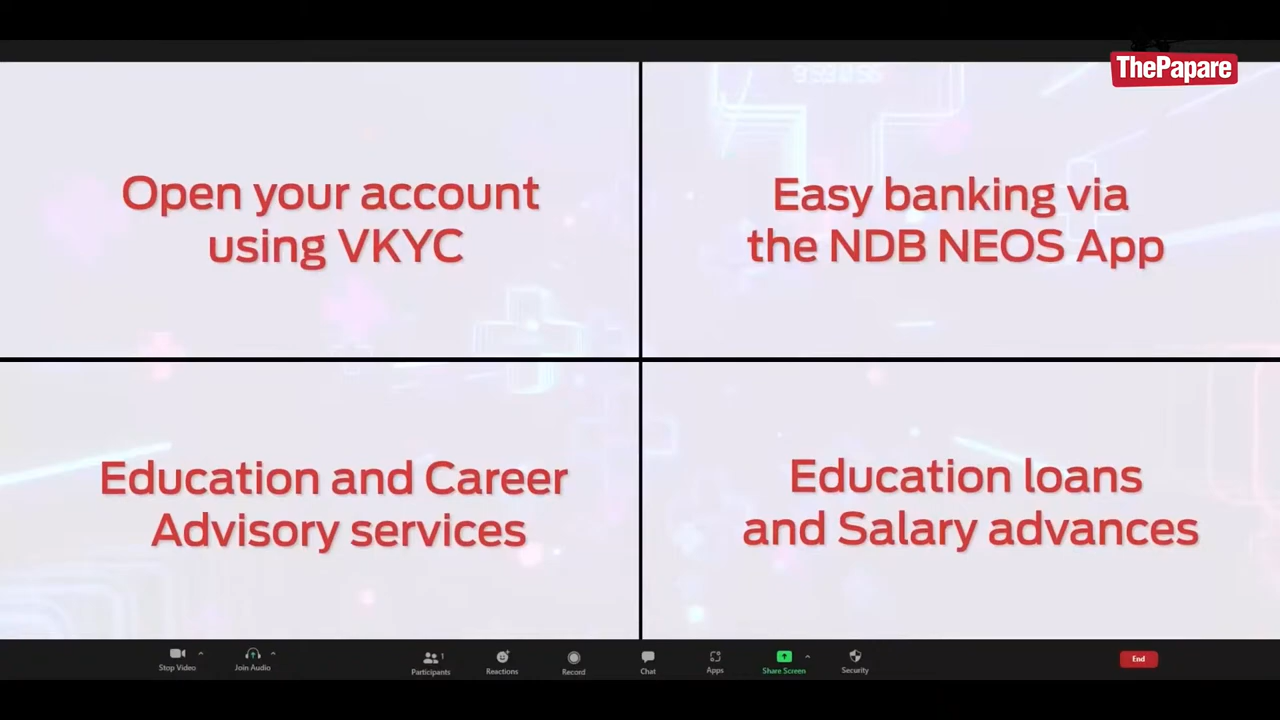 ThePapare
Open your account
using VKYC
Easy banking via
the NDB NEOS App
Education and Career
Advisory services
Education loans
and Salary advances
Stop Video
Join Audio
Participants
1
Reactions
Record
Chat
Apps
Share Screen
Security
End